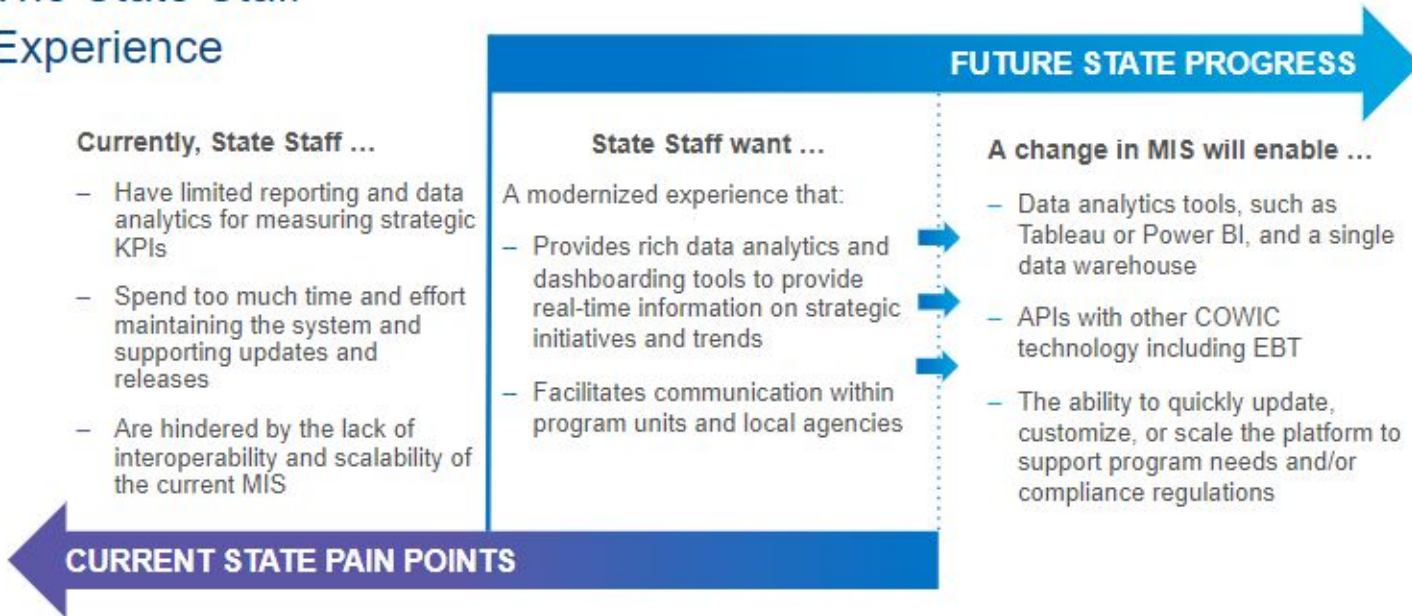 The State Staff
Experience
FUTURE STATE PROGRESS
Currently, State Staff ...
– Have limited reporting and data
analytics for measuring strategic
KPIs
– Spend too much time and effort
maintaining the system and
supporting updates and
releases
– Are hindered by the lack of
interoperability and scalability of
the current MIS
State Staff want ...
A modernized experience that:
– Provides rich data analytics and
dashboarding tools to provide
real-time information on strategic
initiatives and trends
– Facilitates communication within
program units and local agencies
A change in MIS will enable ...
– Data analytics tools, such as
Tableau or Power BI, and a single
data warehouse
– APIs with other COWIC
technology including EBT
– The ability to quickly update,
customize, or scale the platform to
support program needs and/or
compliance regulations
CURRENT STATE PAIN POINTS